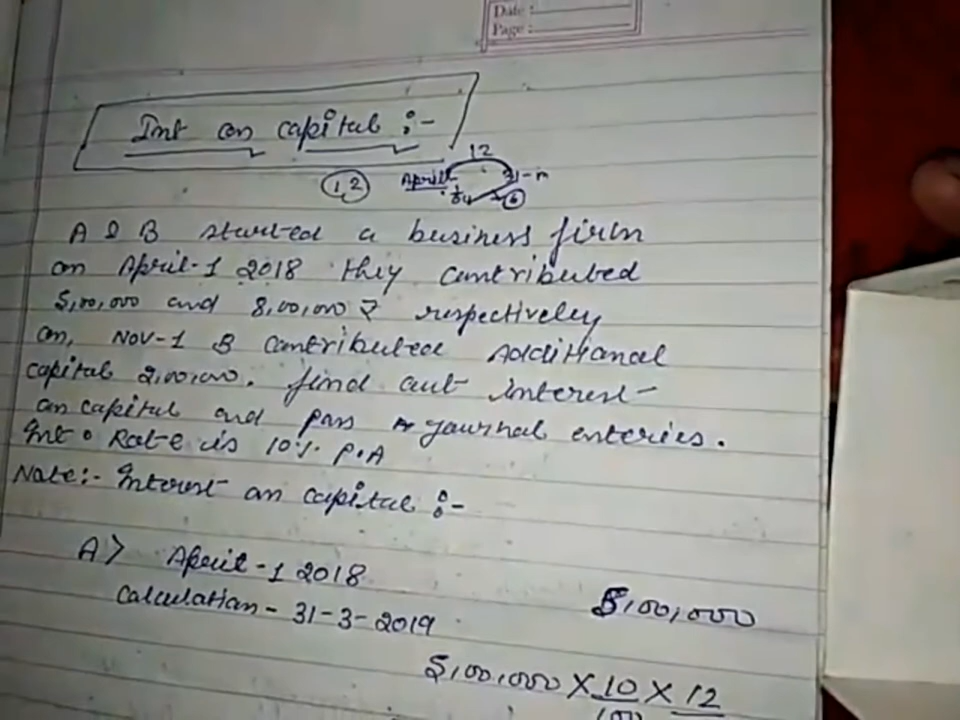 Date :
Page :
Int on capital :-
12
1,2 April 31-m
6
A & B started a business firm
on April-1 2018 they contributed
5,00,000 and 8,00,000 ₹ respectively
on, Nov-1 B contributed Additional
capital 2,00,000. find out interest
on capital and pass journal enteries.
Int. Rate is 10% P.A
Note:- Interest on capital :-
A> April-1 2018
Calculation - 31-3-2019
5,00,000
5,00,000 X 10 X 12
100